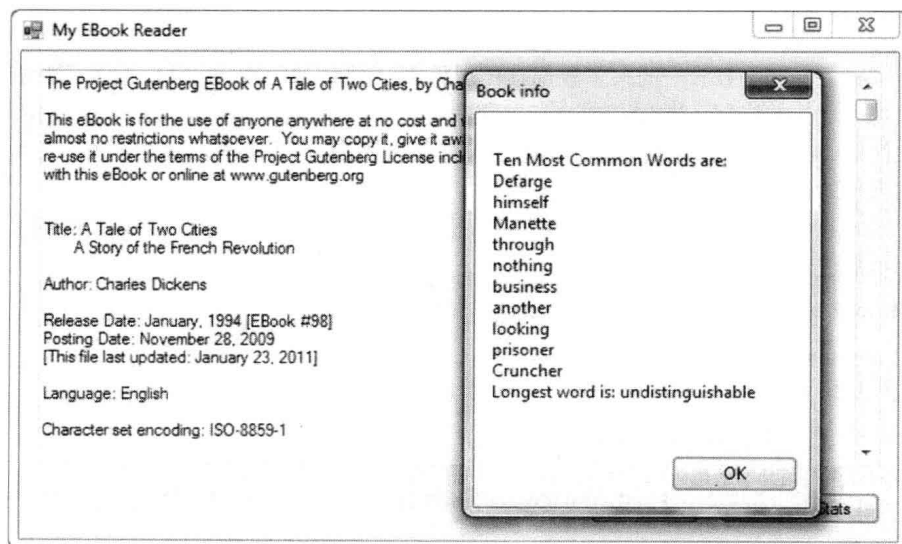 My EBook Reader
The Project Gutenberg EBook of A Tale of Two Cities, by Cha
This eBook is for the use of anyone anywhere at no cost and
almost no restrictions whatsoever. You may copy it, give it aw
re-use it under the terms of the Project Gutenberg License incl
with this eBook or online at www.gutenberg.org
Title: A Tale of Two Cities
A Story of the French Revolution
Author: Charles Dickens
Release Date: January, 1994 [EBook #98]
Posting Date: November 28, 2009
[This file last updated: January 23, 2011]
Language: English
Character set encoding: ISO-8859-1
Book info
Ten Most Common Words are:
Defarge
himself
Manette
through
nothing
business
another
looking
prisoner
Cruncher
Longest word is: undistinguishable
OK
Stats